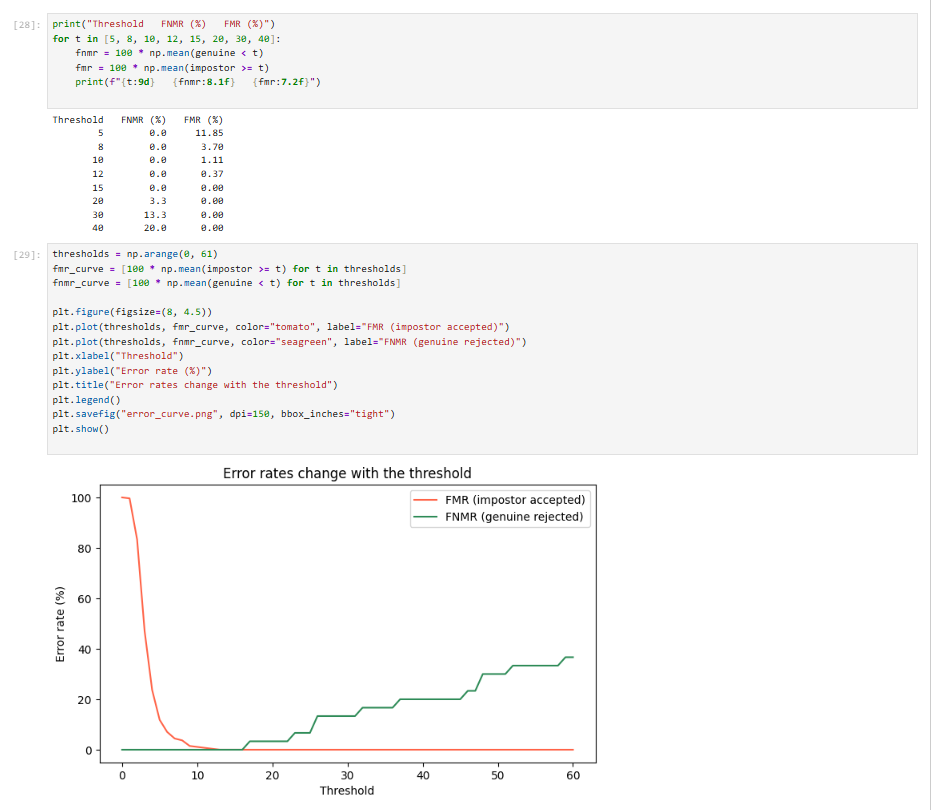 [28]: print("Threshold   FNMR (%)   FMR (%)")
for t in [5, 8, 10, 12, 15, 20, 30, 40]:
    fnmr = 100 * np.mean(genuine < t)
    fmr = 100 * np.mean(impostor >= t)
    print(f"{t:9d}   {fnmr:8.1f}   {fmr:7.2f}")
Threshold   FNMR (%)   FMR (%)
        5        0.0     11.85
        8        0.0      3.70
       10        0.0      1.11
       12        0.0      0.37
       15        0.0      0.00
       20        3.3      0.00
       30       13.3      0.00
       40       20.0      0.00
[29]: thresholds = np.arange(0, 61)
fmr_curve = [100 * np.mean(impostor >= t) for t in thresholds]
fnmr_curve = [100 * np.mean(genuine < t) for t in thresholds]
plt.figure(figsize=(8, 4.5))
plt.plot(thresholds, fmr_curve, color="tomato", label="FMR (impostor accepted)")
plt.plot(thresholds, fnmr_curve, color="seagreen", label="FNMR (genuine rejected)")
plt.xlabel("Threshold")
plt.ylabel("Error rate (%)")
plt.title("Error rates change with the threshold")
plt.legend()
plt.savefig("error_curve.png", dpi=150, bbox_inches="tight")
plt.show()
Error rates change with the threshold
FMR (impostor accepted)
FNMR (genuine rejected)
Error rate (%)
100
80
60
40
20
0
0 10 20 30 40 50 60
Threshold